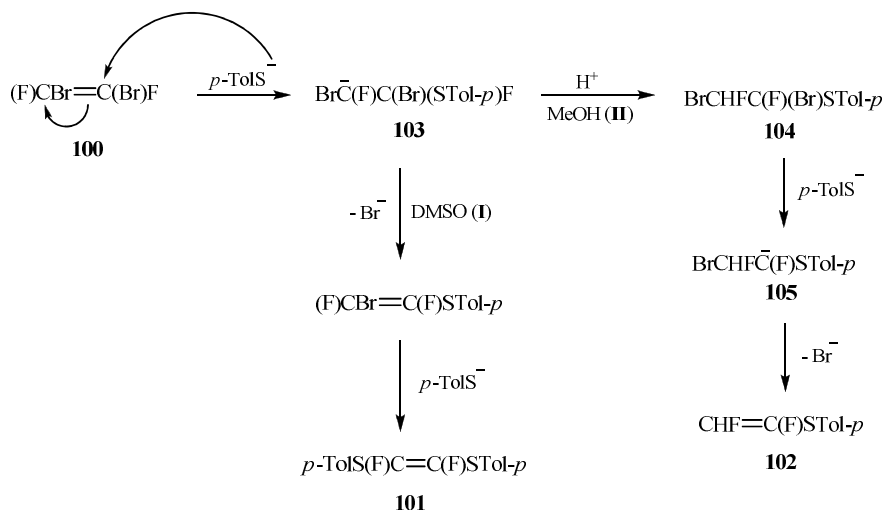 (F)CBr=C(Br)F
100
p-TolS⁻
BrC̄(F)C(Br)(STol-p)F
103
H⁺
MeOH (II)
BrCHFC(F)(Br)STol-p
104
- Br⁻
DMSO (I)
p-TolS⁻
BrCHFC̄(F)STol-p
105
(F)CBr=C(F)STol-p
- Br⁻
p-TolS⁻
CHF=C(F)STol-p
102
p-TolS(F)C=C(F)STol-p
101